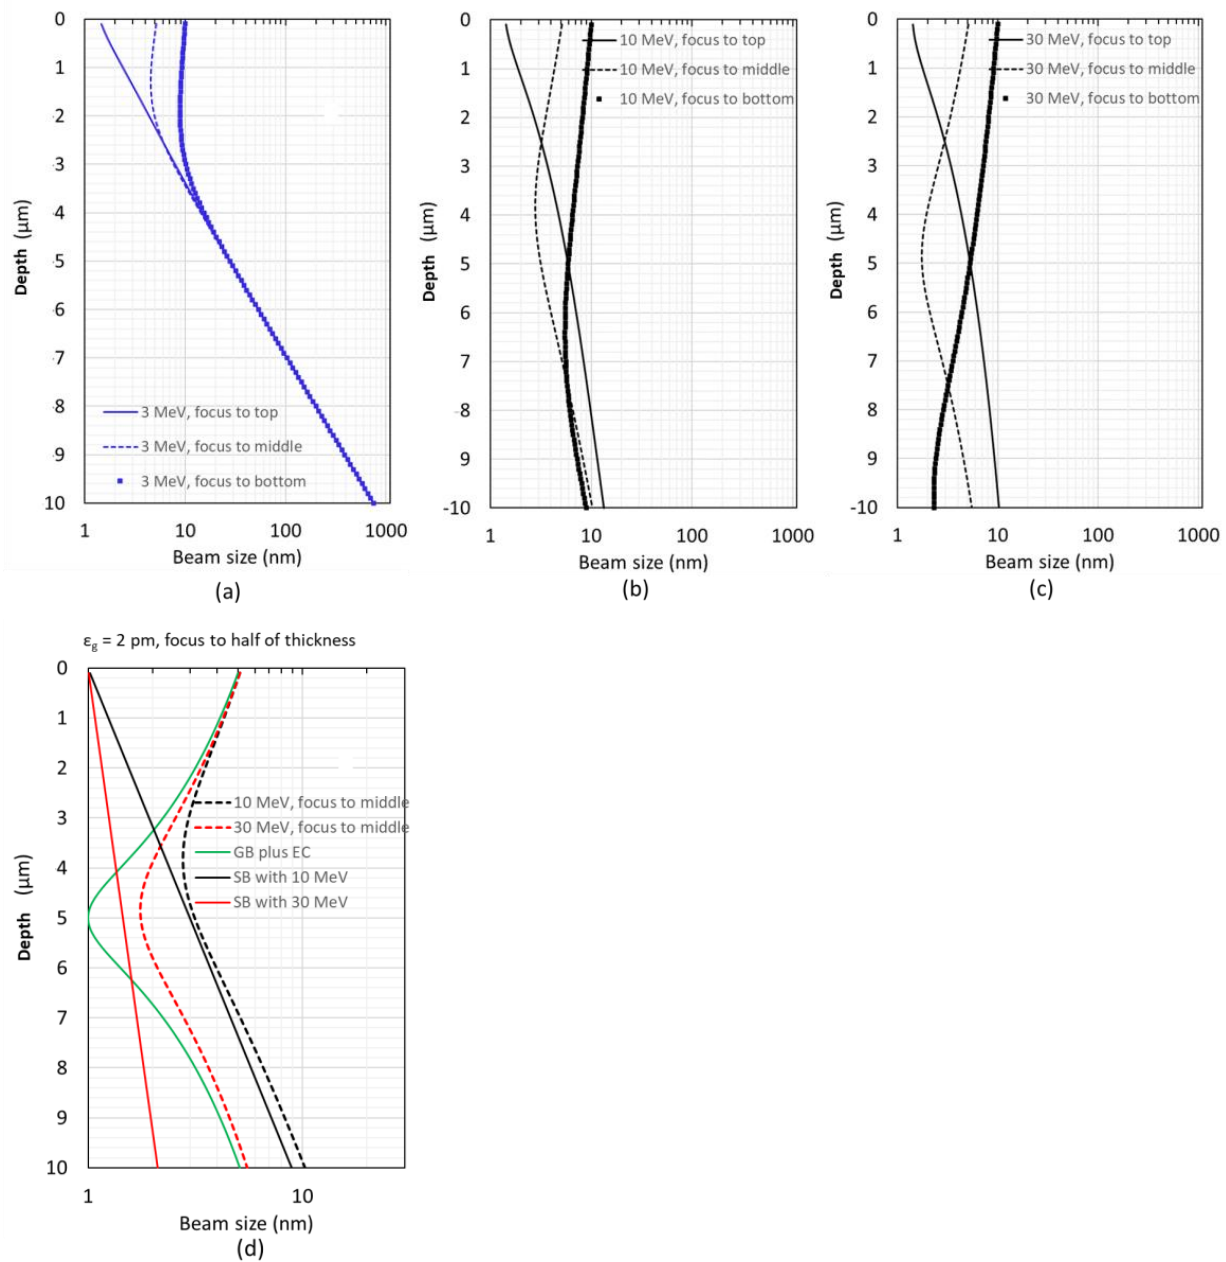 0
1
2
-3
-4
-5
-6
-7
-8
-9
10
Depth (μm)
3 MeV, focus to top
3 MeV, focus to middle
3 MeV, focus to bottom
1 10 100 1000
Beam size (nm)
(a)
0
1
2
3
4
5
6
7
-8
9
-10
Depth (μm)
10 MeV, focus to top
10 MeV, focus to middle
10 MeV, focus to bottom
1 10 100 1000
Beam size (nm)
(b)
0
1
2
3
4
5
6
7
8
9
-10
Depth (μm)
30 MeV, focus to top
30 MeV, focus to middle
30 MeV, focus to bottom
1 10 100 1000
Beam size (nm)
(c)
εg = 2 pm, focus to half of thickness
0
1
2
3
4
5
6
7
8
9
10
Depth (μm)
10 MeV, focus to middle
30 MeV, focus to middle
GB plus EC
SB with 10 MeV
SB with 30 MeV
1 10
Beam size (nm)
(d)